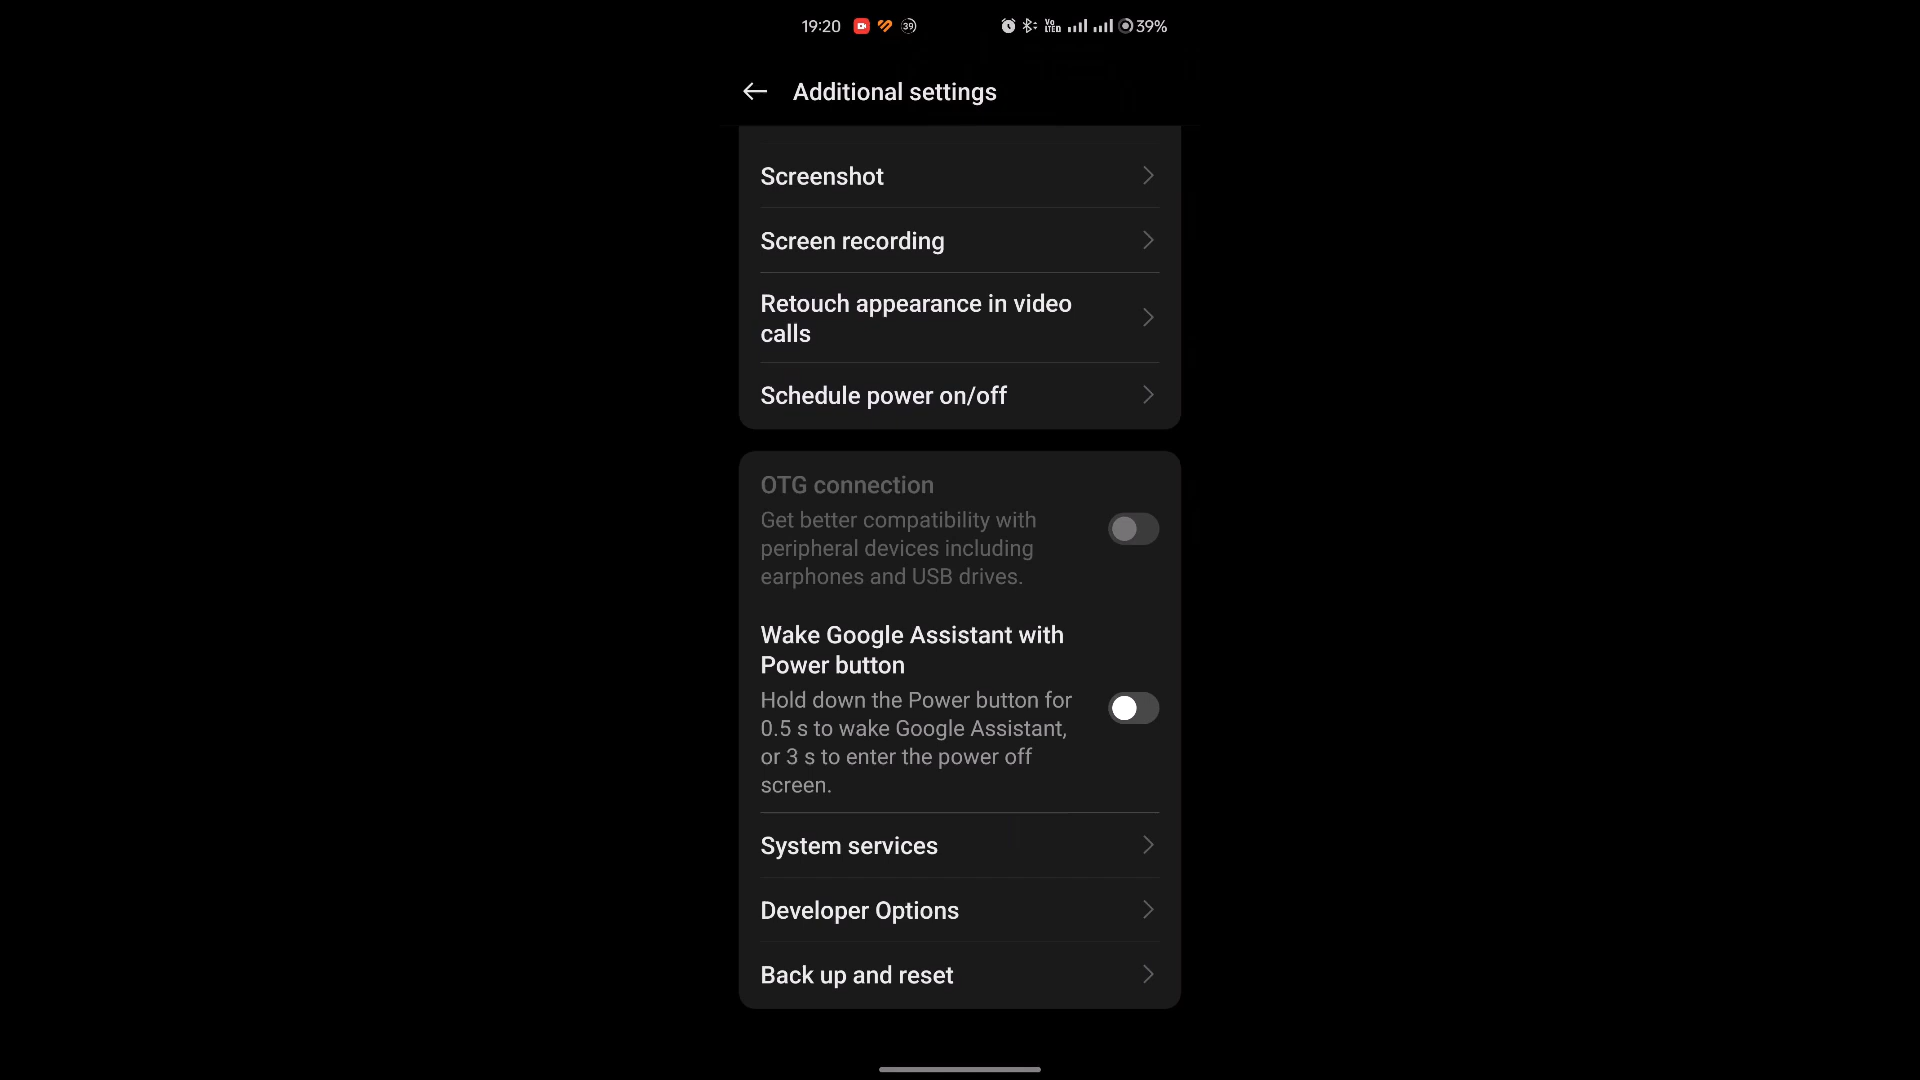 19:20 39 Vo LTED 39%
Additional settings
Screenshot
Screen recording
Retouch appearance in video
calls
Schedule power on/off
OTG connection
Get better compatibility with
peripheral devices including
earphones and USB drives.
Wake Google Assistant with
Power button
Hold down the Power button for
0.5 s to wake Google Assistant,
or 3 s to enter the power off
screen.
System services
Developer Options
Back up and reset